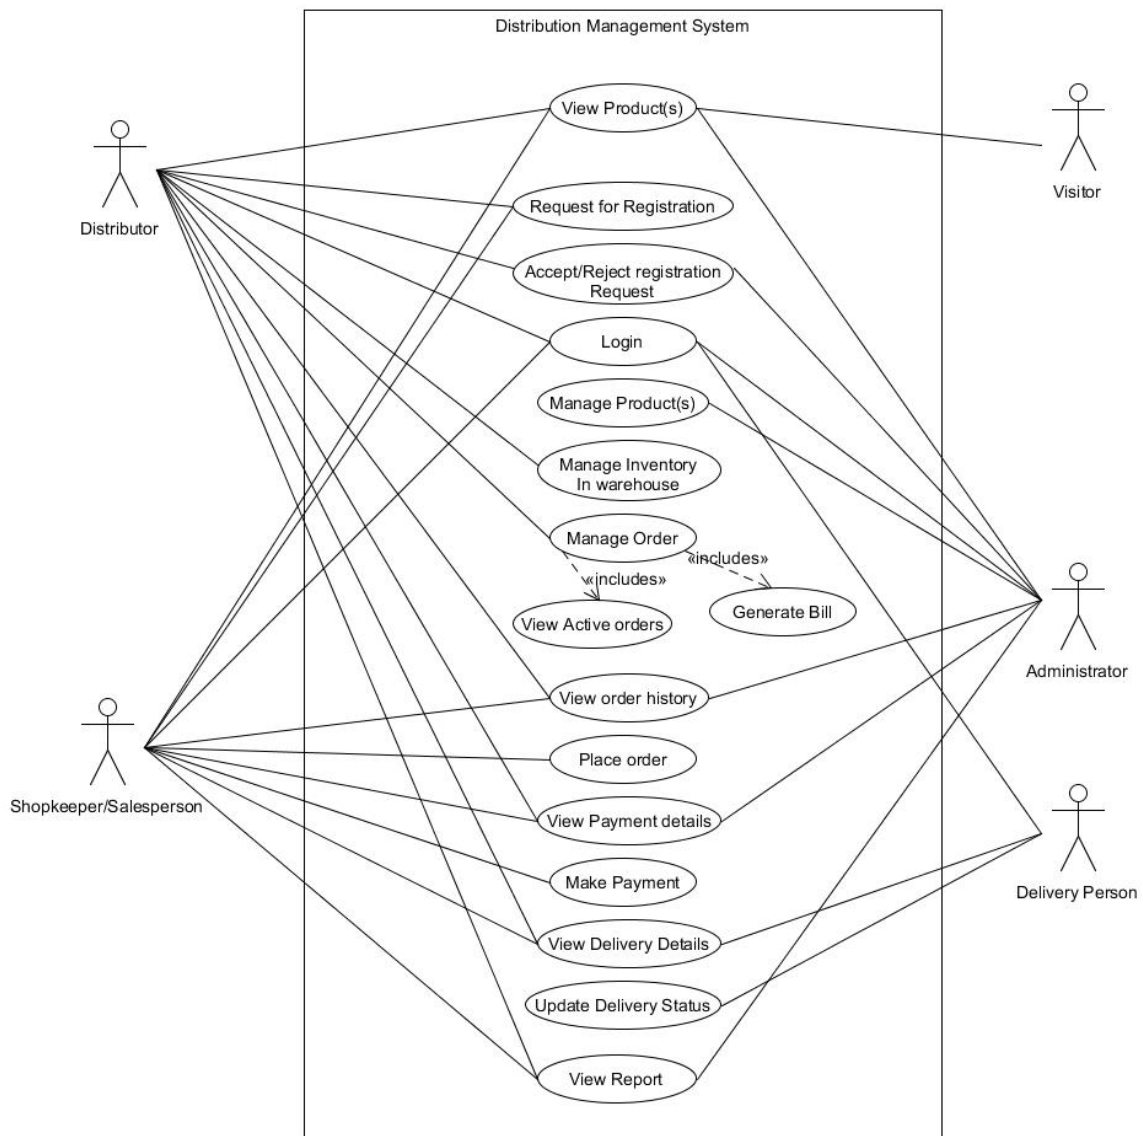 Distribution Management System
View Product(s)
Visitor
Distributor
Request for Registration
Accept/Reject registration
Request
Login
Manage Product(s)
Manage Inventory
In warehouse
Manage Order
«includes»
«includes»
View Active orders
Generate Bill
Administrator
View order history
Place order
Shopkeeper/Salesperson
View Payment details
Make Payment
Delivery Person
View Delivery Details
Update Delivery Status
View Report